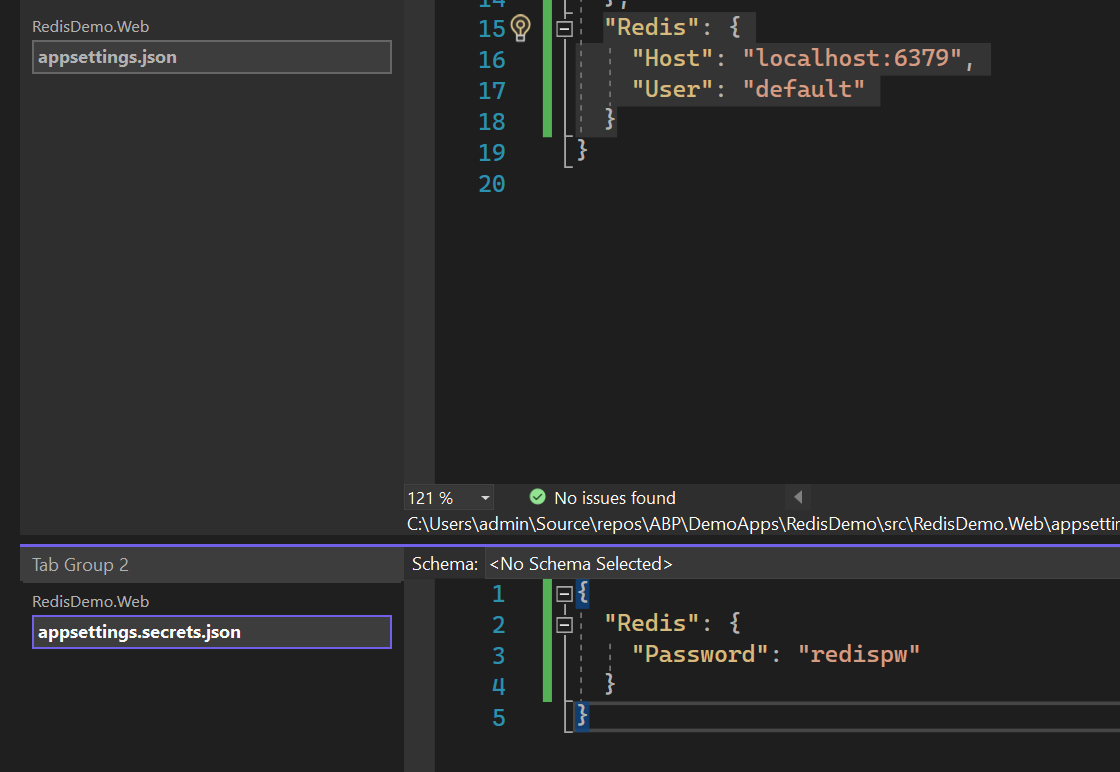 RedisDemo.Web
appsettings.json
14 },
15 "Redis": {
16 "Host": "localhost:6379",
17 "User": "default"
18 }
19 }
20
121 % No issues found
C:\Users\admin\Source\repos\ABP\DemoApps\RedisDemo\src\RedisDemo.Web\appsettin
Tab Group 2
Schema: <No Schema Selected>
RedisDemo.Web
appsettings.secrets.json
1 {
2 "Redis": {
3 "Password": "redispw"
4 }
5 }